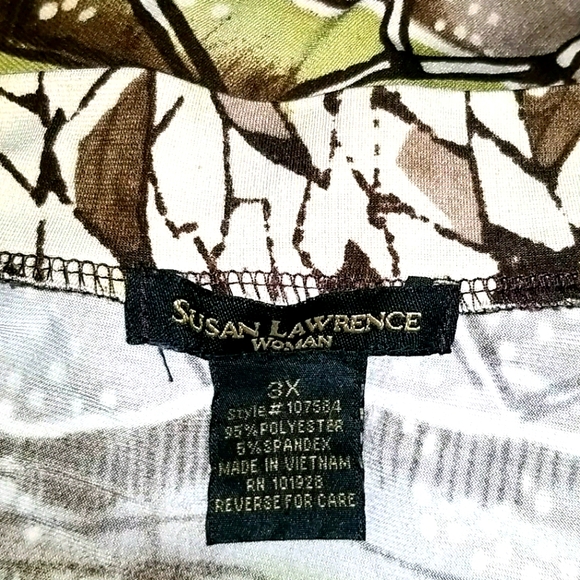 SUSAN LAWRENCE
WOMAN
3X
Style# 107584
95% POLYESTER
5% SPANDEX
MADE IN VIETNAM
RN 101928
REVERSE FOR CARE